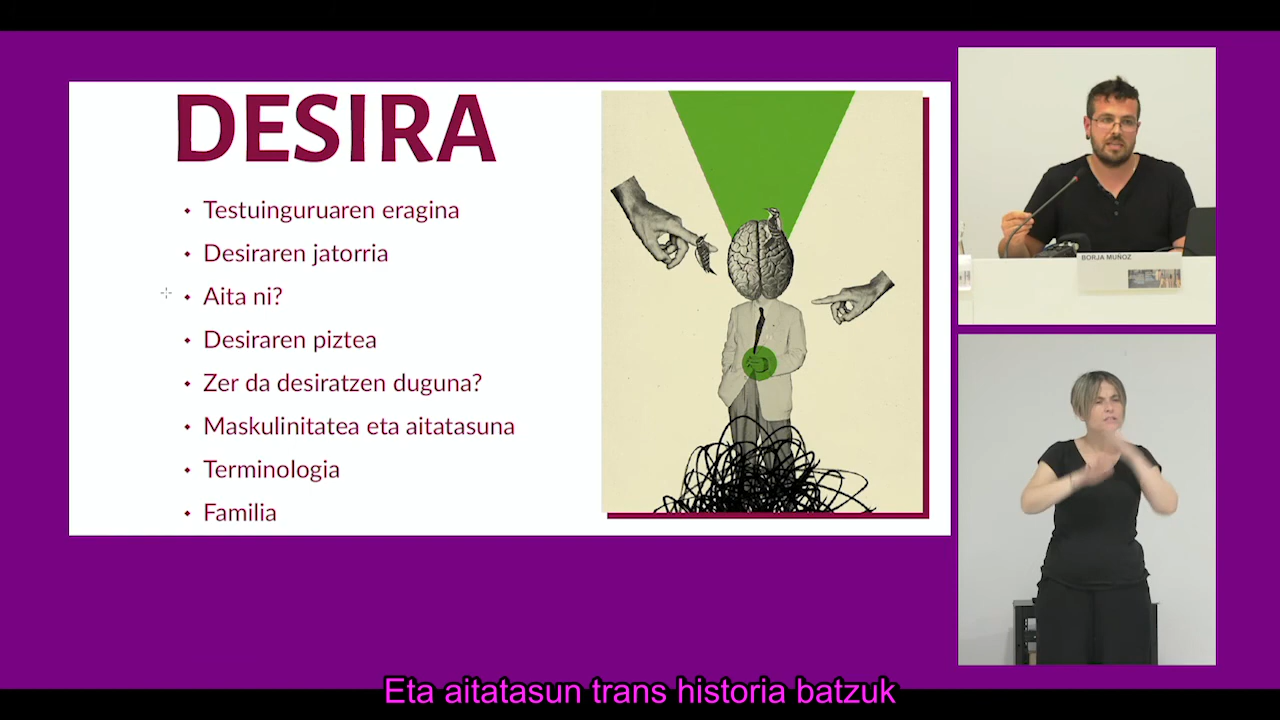 DESIRA
Testuinguruaren eragina
Desiraren jatorria
Aita ni?
Desiraren piztea
Zer da desiratzen duguna?
Maskulinitatea eta aitatasuna
Terminologia
Familia
BORJA MUÑOZ
Eta aitatasun trans historia batzuk